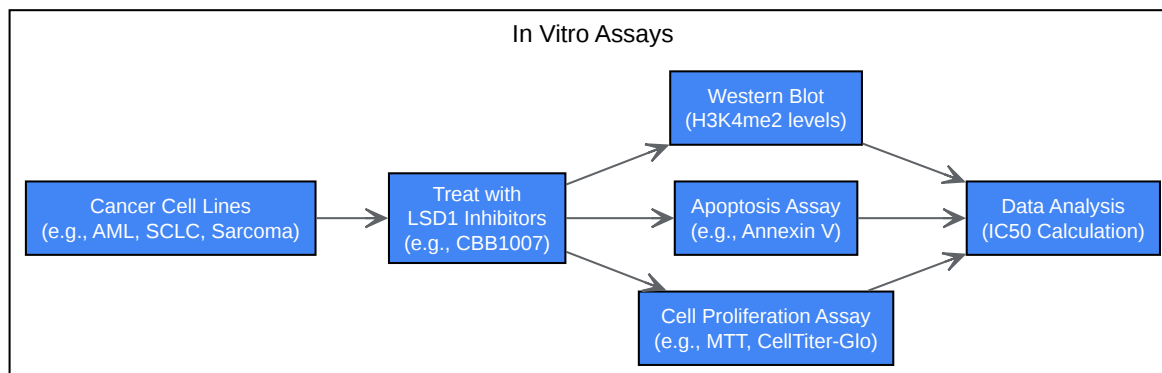 In Vitro Assays
Western Blot
(H3K4me2 levels)
Cancer Cell Lines
(e.g., AML, SCLC, Sarcoma)
Treat with
LSD1 Inhibitors
(e.g., CBB1007)
Apoptosis Assay
(e.g., Annexin V)
Data Analysis
(IC50 Calculation)
Cell Proliferation Assay
(e.g., MTT, CellTiter-Glo)